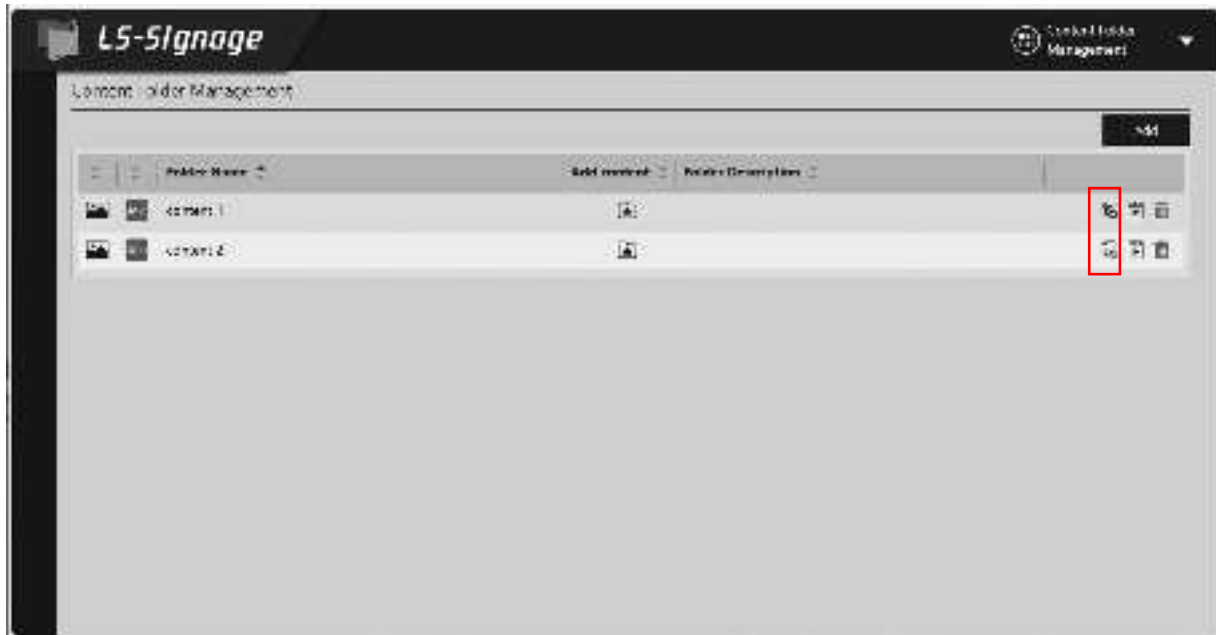 LS-Signage
Content Folder
Management
Content Folder Management
Add
Folder Name
Add content
Folder Description
content 1
content 2